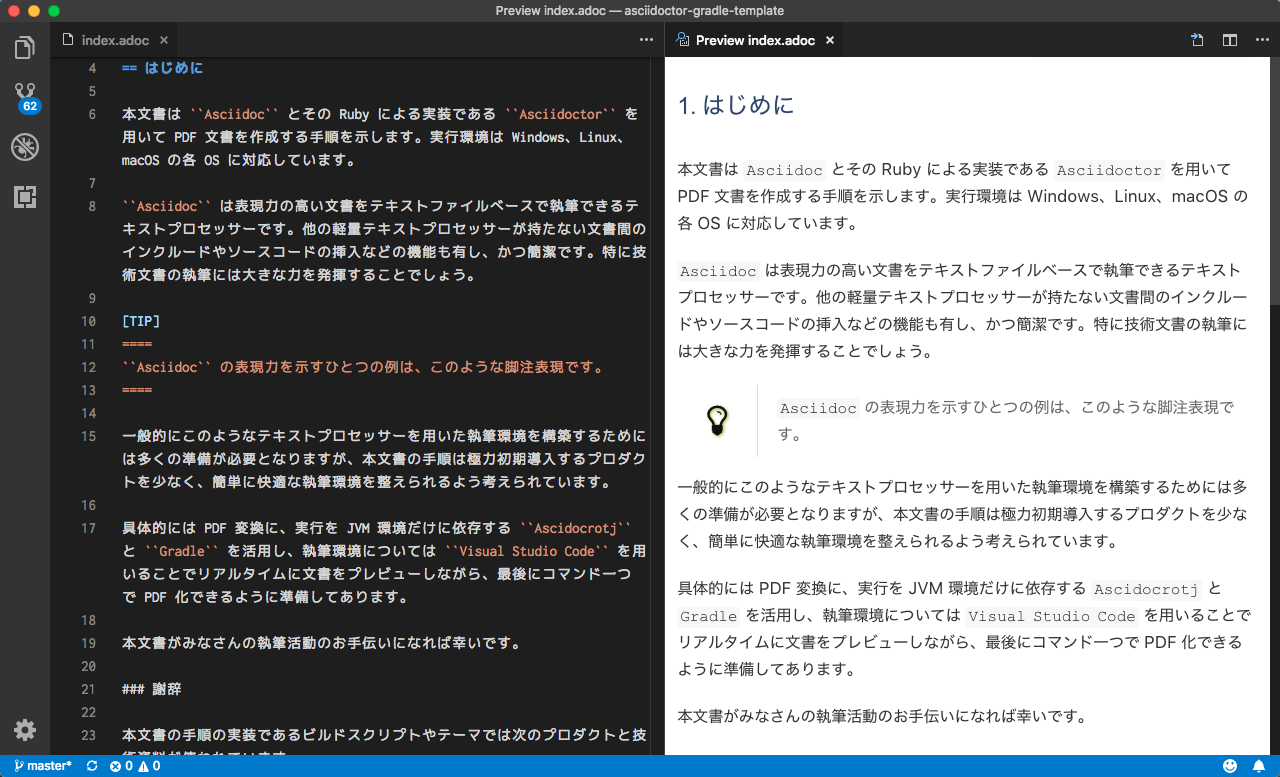 Preview index.adoc — asciidoctor-gradle-template
index.adoc ×
Preview index.adoc ×
62
4 == はじめに
5
6 本文書は ``Asciidoc`` とその Ruby による実装である ``Asciidoctor`` を
用いて PDF 文書を作成する手順を示します。実行環境は Windows、Linux、
macOS の各 OS に対応しています。
7
8 ``Asciidoc`` は表現力の高い文書をテキストファイルベースで執筆できるテ
キストプロセッサーです。他の軽量テキストプロセッサーが持たない文書間の
インクルードやソースコードの挿入などの機能も有し、かつ簡潔です。特に技
術文書の執筆には大きな力を発揮することでしょう。
9
10 [TIP]
11 ====
12 ``Asciidoc`` の表現力を示すひとつの例は、このような脚注表現です。
13 ====
14
15 一般的にこのようなテキストプロセッサーを用いた執筆環境を構築するために
は多くの準備が必要となりますが、本文書の手順は極力初期導入するプロダク
トを少なく、簡単に快適な執筆環境を整えられるよう考えられています。
16
17 具体的には PDF 変換に、実行を JVM 環境だけに依存する ``Ascidocrotj``
と ``Gradle`` を活用し、執筆環境については ``Visual Studio Code`` を用
いることでリアルタイムに文書をプレビューしながら、最後にコマンド一つ
で PDF 化できるように準備してあります。
18
19 本文書がみなさんの執筆活動のお手伝いになれば幸いです。
20
21 ### 謝辞
22
23 本文書の手順の実装であるビルドスクリプトやテーマでは次のプロダクトと技
術資料が使われています
1. はじめに
本文書は Asciidoc とその Ruby による実装である Asciidoctor を用いて
PDF 文書を作成する手順を示します。実行環境は Windows、Linux、macOS の
各 OS に対応しています。
Asciidoc は表現力の高い文書をテキストファイルベースで執筆できるテキスト
プロセッサーです。他の軽量テキストプロセッサーが持たない文書間のインクルー
ドやソースコードの挿入などの機能も有し、かつ簡潔です。特に技術文書の執筆に
は大きな力を発揮することでしょう。
Asciidoc の表現力を示すひとつの例は、このような脚注表現で
す。
一般的にこのようなテキストプロセッサーを用いた執筆環境を構築するためには多
くの準備が必要となりますが、本文書の手順は極力初期導入するプロダクトを少な
く、簡単に快適な執筆環境を整えられるよう考えられています。
具体的には PDF 変換に、実行を JVM 環境だけに依存する Ascidocrotj と
Gradle を活用し、執筆環境については Visual Studio Code を用いることで
リアルタイムに文書をプレビューしながら、最後にコマンド一つで PDF 化できる
ように準備してあります。
本文書がみなさんの執筆活動のお手伝いになれば幸いです。
master* 0 0